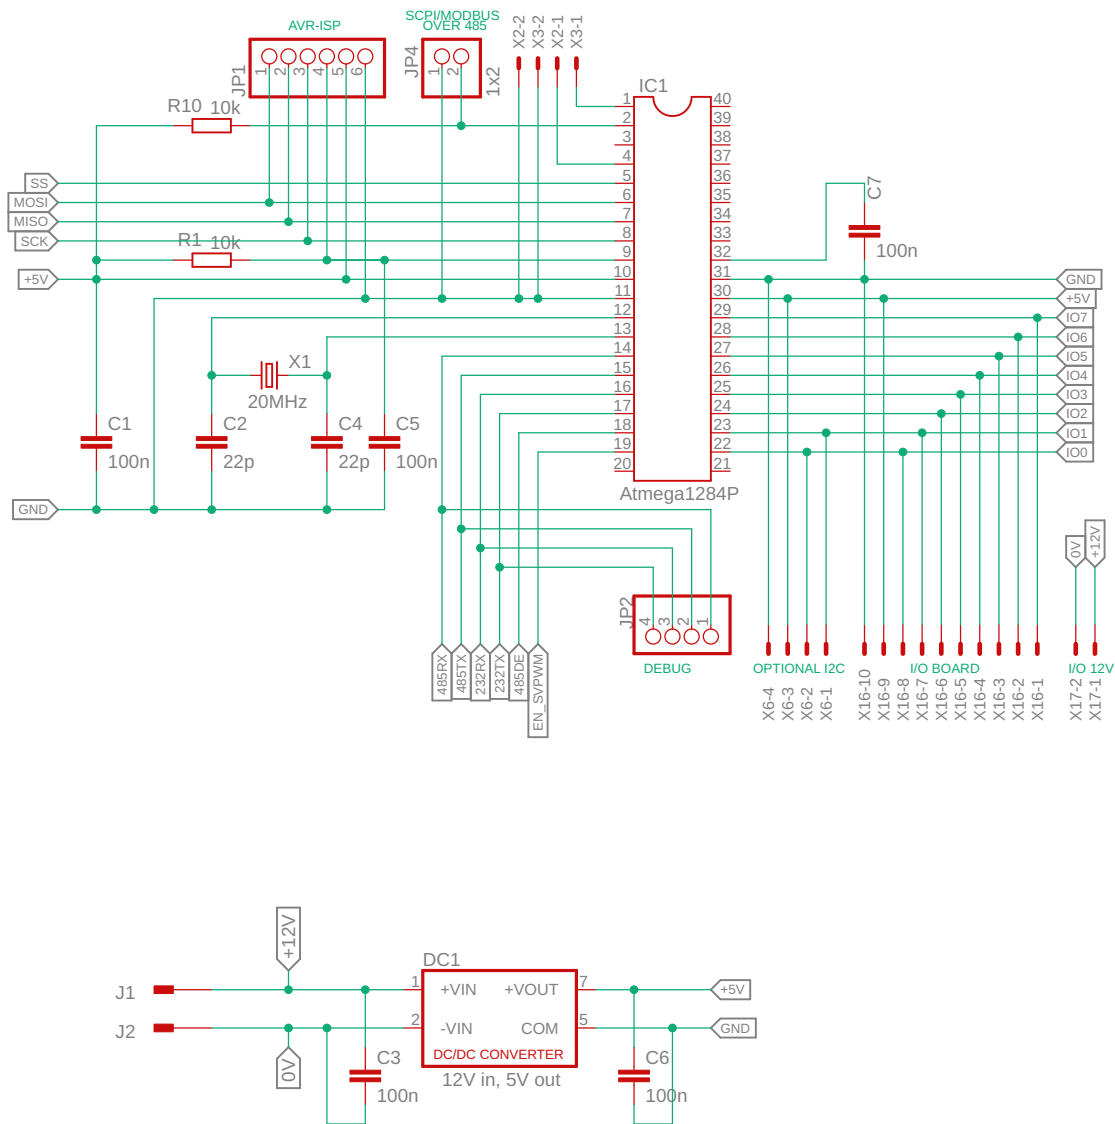 SCPI/MODBUS
AVR-ISP
OVER 485
X2-2
X3-2
X2-1
X3-1
JP1
1
2
3
4
5
6
JP4
1
2
1x2
IC1
R10 10k
1
2
3
4
5
6
7
8
9
10
11
12
13
14
15
16
17
18
19
20
40
39
38
37
36
35
34
33
32
31
30
29
28
27
26
25
24
23
22
21
Atmega1284P
SS
MOSI
MISO
SCK
R1 10k
+5V
C7
100n
GND
+5V
IO7
IO6
IO5
IO4
IO3
IO2
IO1
IO0
X1
20MHz
C1
100n
C2
22p
C4
22p
C5
100n
GND
0V
+12V
JP2
4
3
2
1
DEBUG
485RX
485TX
232RX
232TX
485DE
EN_SVPWM
OPTIONAL I2C
I/O BOARD
I/O 12V
X6-4
X6-3
X6-2
X6-1
X16-10
X16-9
X16-8
X16-7
X16-6
X16-5
X16-4
X16-3
X16-2
X16-1
X17-2
X17-1
+12V
DC1
J1
1
+VIN
+VOUT
7
+5V
J2
2
-VIN
COM
5
GND
0V
C3
100n
DC/DC CONVERTER
12V in, 5V out
C6
100n